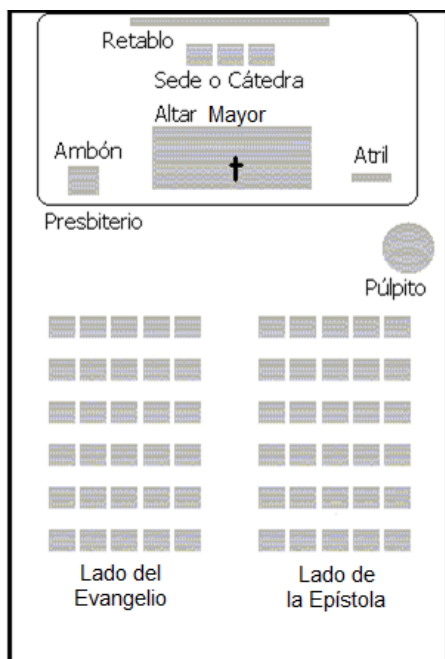 Retablo
Sede o Cátedra
Altar Mayor
Ambón
Atril
Presbiterio
Púlpito
Lado del
Evangelio
Lado de
la Epístola